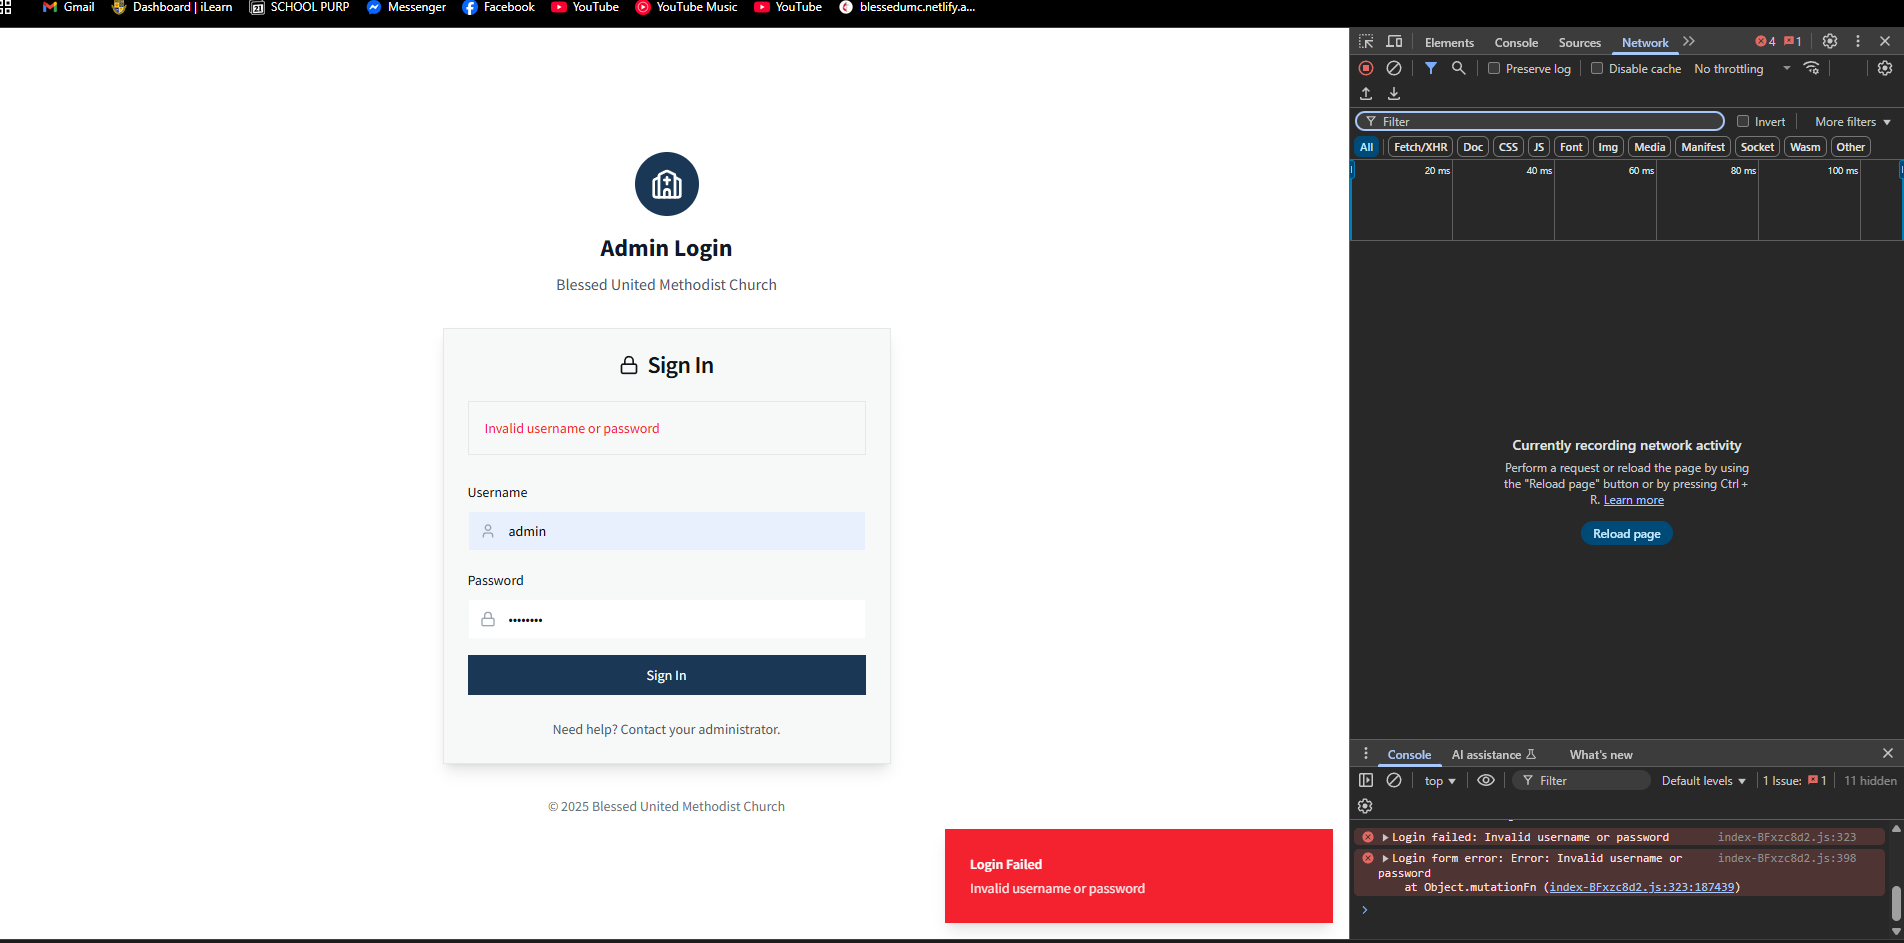 Gmail
Dashboard | iLearn
SCHOOL PURP
Messenger
Facebook
YouTube
YouTube Music
YouTube
blessedumc.netlify.a...
Admin Login
Blessed United Methodist Church
Sign In
Invalid username or password
Username
admin
Password
••••••••
Sign In
Need help? Contact your administrator.
© 2025 Blessed United Methodist Church
Login Failed
Invalid username or password
Elements Console Sources Network 4 1
Preserve log Disable cache No throttling
Filter Invert More filters
All Fetch/XHR Doc CSS JS Font Img Media Manifest Socket Wasm Other
20 ms 40 ms 60 ms 80 ms 100 ms
Currently recording network activity
Perform a request or reload the page by using
the "Reload page" button or by pressing Ctrl +
R. Learn more
Reload page
Console AI assistance What's new
top Filter Default levels 1 Issue: 1 11 hidden
Login failed: Invalid username or password index-BFxzc8d2.js:323
Login form error: Error: Invalid username or index-BFxzc8d2.js:398
password
at Object.mutationFn (index-BFxzc8d2.js:323:187439)